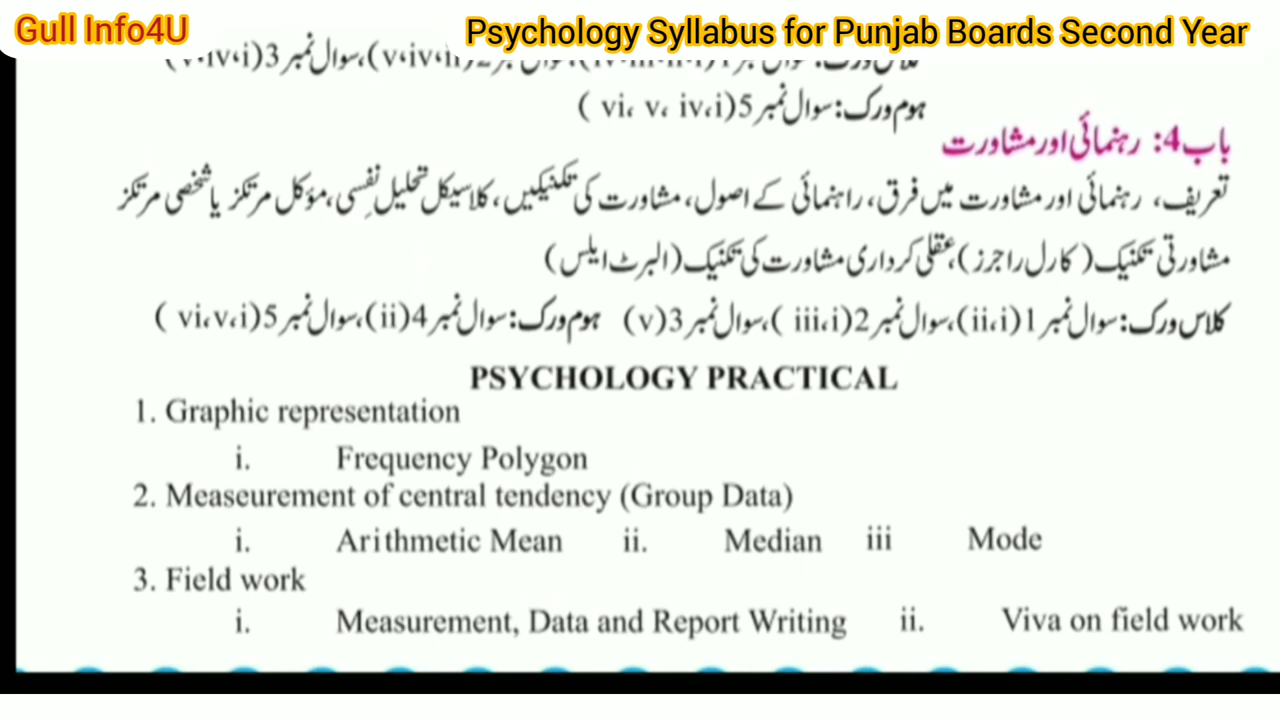 Gull Info4U
Psychology Syllabus for Punjab Boards Second Year
سوال نمبر 3(v،iv،i)
ہوم ورک: سوال نمبر 5(vi، v، iv،i )
باب 4: رہنمائی اور مشاورت
تعریف، رہنمائی اور مشاورت میں فرق، راہنمائی کے اصول، مشاورت کی تکنیکیں، کلاسیکل تحلیلِ نفسی، مؤکل مرتکز یا شخصی مرتکز
مشاورتی تکنیک (کارل راجرز)، عقلی کرداری مشاورت کی تکنیک (البرٹ ایلس)
کلاس ورک: سوال نمبر 1(ii،i)، سوال نمبر 2(iii،i )، سوال نمبر 3(v) ہوم ورک: سوال نمبر 4(ii)، سوال نمبر 5(vi،v،i )
PSYCHOLOGY PRACTICAL
1. Graphic representation
i. Frequency Polygon
2. Measeurement of central tendency (Group Data)
i. Arithmetic Mean ii. Median iii Mode
3. Field work
i. Measurement, Data and Report Writing ii. Viva on field work